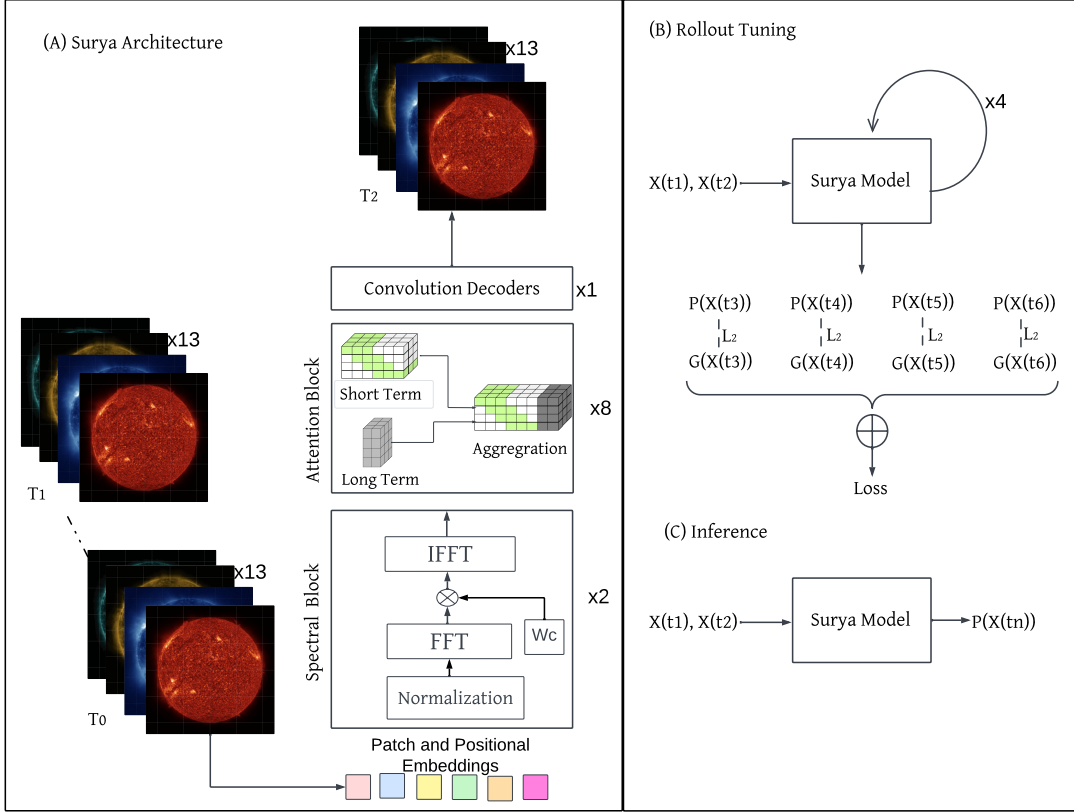 (A) Surya Architecture
x13
T2
Convolution Decoders
x1
x13
T1
Attention Block
Short Term
Long Term
Aggregration
x8
x13
T0
Spectral Block
IFFT
FFT
Wc
Normalization
x2
Patch and Positional
Embeddings
(B) Rollout Tuning
x4
X(t1), X(t2)
Surya Model
P(X(t3)) P(X(t4)) P(X(t5)) P(X(t6))
L2 L2 L2 L2
G(X(t3)) G(X(t4)) G(X(t5)) G(X(t6))
Loss
(C) Inference
X(t1), X(t2)
Surya Model
P(X(tn))